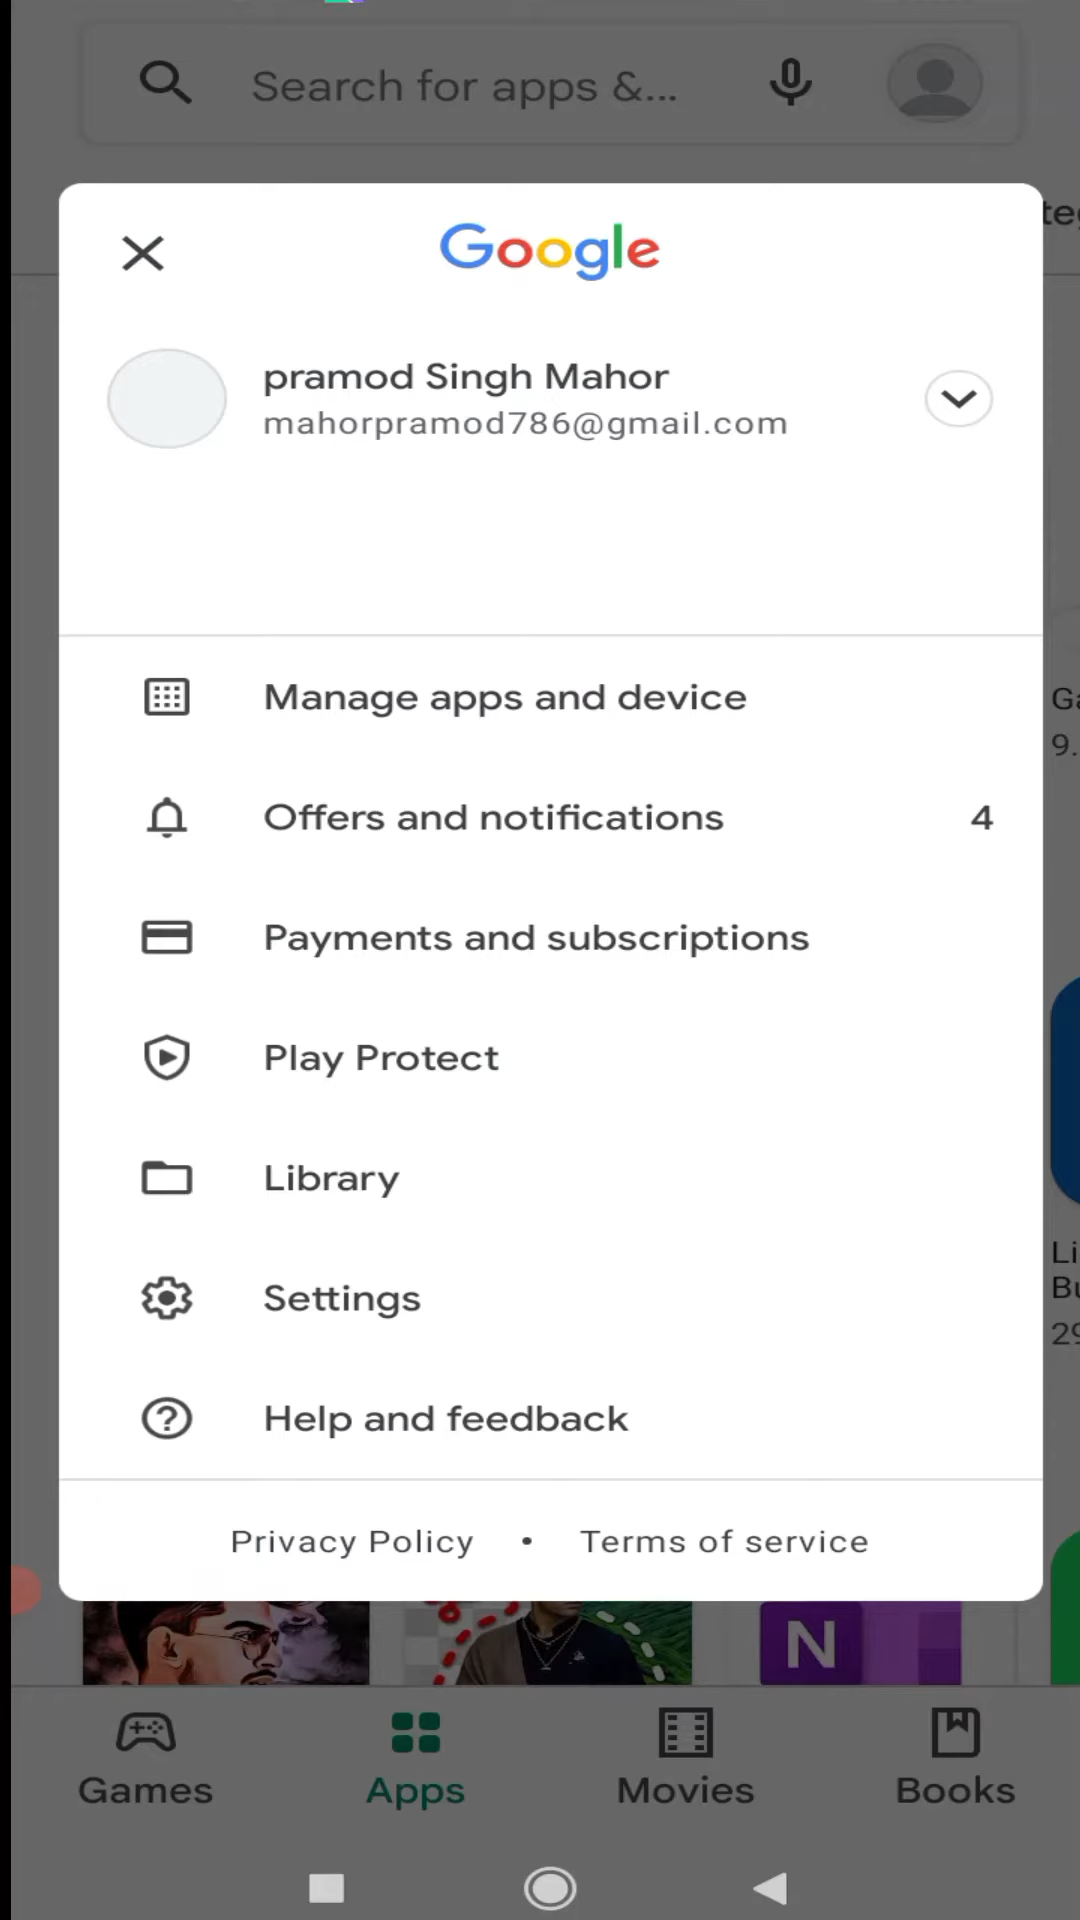 Search for apps &...
Google
pramod Singh Mahor
mahorpramod786@gmail.com
Manage apps and device
Offers and notifications 4
Payments and subscriptions
Play Protect
Library
Settings
Help and feedback
Privacy Policy • Terms of service
N
Games Apps Movies Books